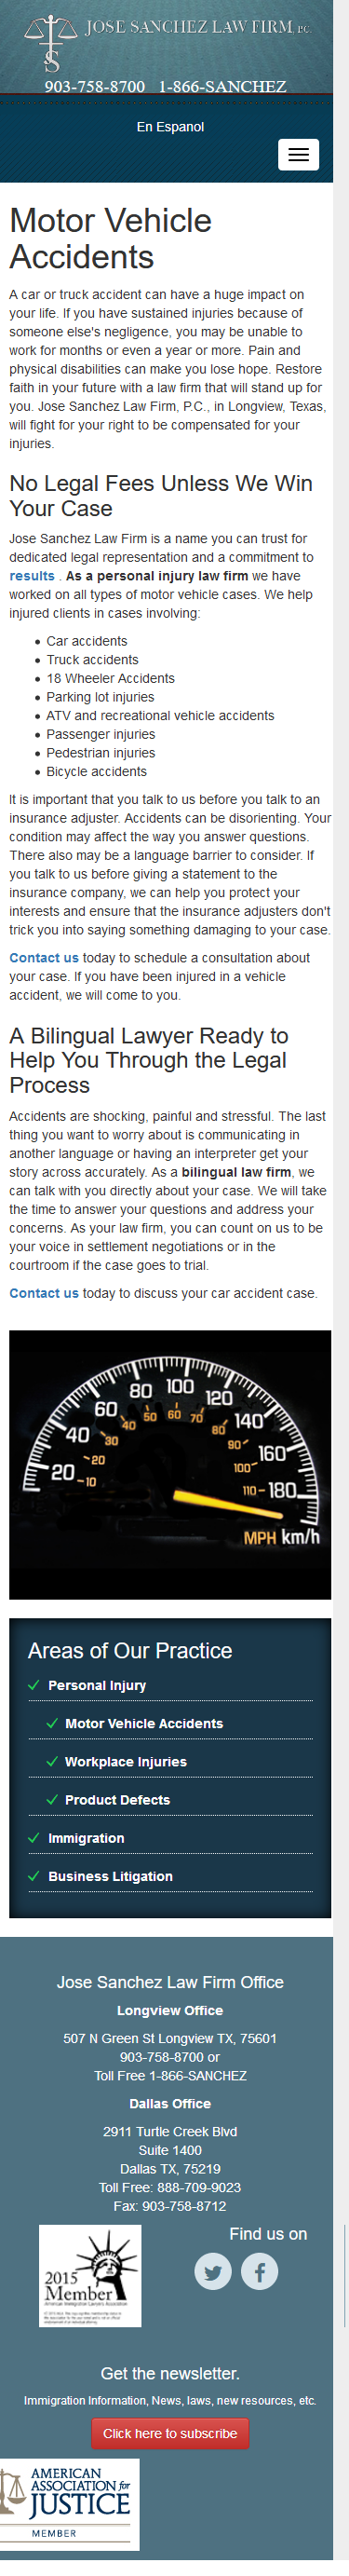 JOSE SANCHEZ LAW FIRM, P.C.
903-758-8700 1-866-SANCHEZ
En Espanol
Motor Vehicle
Accidents
A car or truck accident can have a huge impact on
your life. If you have sustained injuries because of
someone else's negligence, you may be unable to
work for months or even a year or more. Pain and
physical disabilities can make you lose hope. Restore
faith in your future with a law firm that will stand up for
you. Jose Sanchez Law Firm, P.C., in Longview, Texas,
will fight for your right to be compensated for your
injuries.
No Legal Fees Unless We Win
Your Case
Jose Sanchez Law Firm is a name you can trust for
dedicated legal representation and a commitment to
results . As a personal injury law firm we have
worked on all types of motor vehicle cases. We help
injured clients in cases involving:
Car accidents
Truck accidents
18 Wheeler Accidents
Parking lot injuries
ATV and recreational vehicle accidents
Passenger injuries
Pedestrian injuries
Bicycle accidents
It is important that you talk to us before you talk to an
insurance adjuster. Accidents can be disorienting. Your
condition may affect the way you answer questions.
There also may be a language barrier to consider. If
you talk to us before giving a statement to the
insurance company, we can help you protect your
interests and ensure that the insurance adjusters don't
trick you into saying something damaging to your case.
Contact us today to schedule a consultation about
your case. If you have been injured in a vehicle
accident, we will come to you.
A Bilingual Lawyer Ready to
Help You Through the Legal
Process
Accidents are shocking, painful and stressful. The last
thing you want to worry about is communicating in
another language or having an interpreter get your
story across accurately. As a bilingual law firm, we
can talk with you directly about your case. We will take
the time to answer your questions and address your
concerns. As your law firm, you can count on us to be
your voice in settlement negotiations or in the
courtroom if the case goes to trial.
Contact us today to discuss your car accident case.
20 40 60 80 100 120 140 160 180
10 20 30 40 50 60 70 80 90 100 110
MPH km/h
Areas of Our Practice
Personal Injury
Motor Vehicle Accidents
Workplace Injuries
Product Defects
Immigration
Business Litigation
Jose Sanchez Law Firm Office
Longview Office
507 N Green St Longview TX, 75601
903-758-8700 or
Toll Free 1-866-SANCHEZ
Dallas Office
2911 Turtle Creek Blvd
Suite 1400
Dallas TX, 75219
Toll Free: 888-709-9023
Fax: 903-758-8712
2015
Member
American Immigration Lawyers Association
Find us on
Get the newsletter.
Immigration Information, News, laws, new resources, etc.
Click here to subscribe
AMERICAN
ASSOCIATION for
JUSTICE
MEMBER